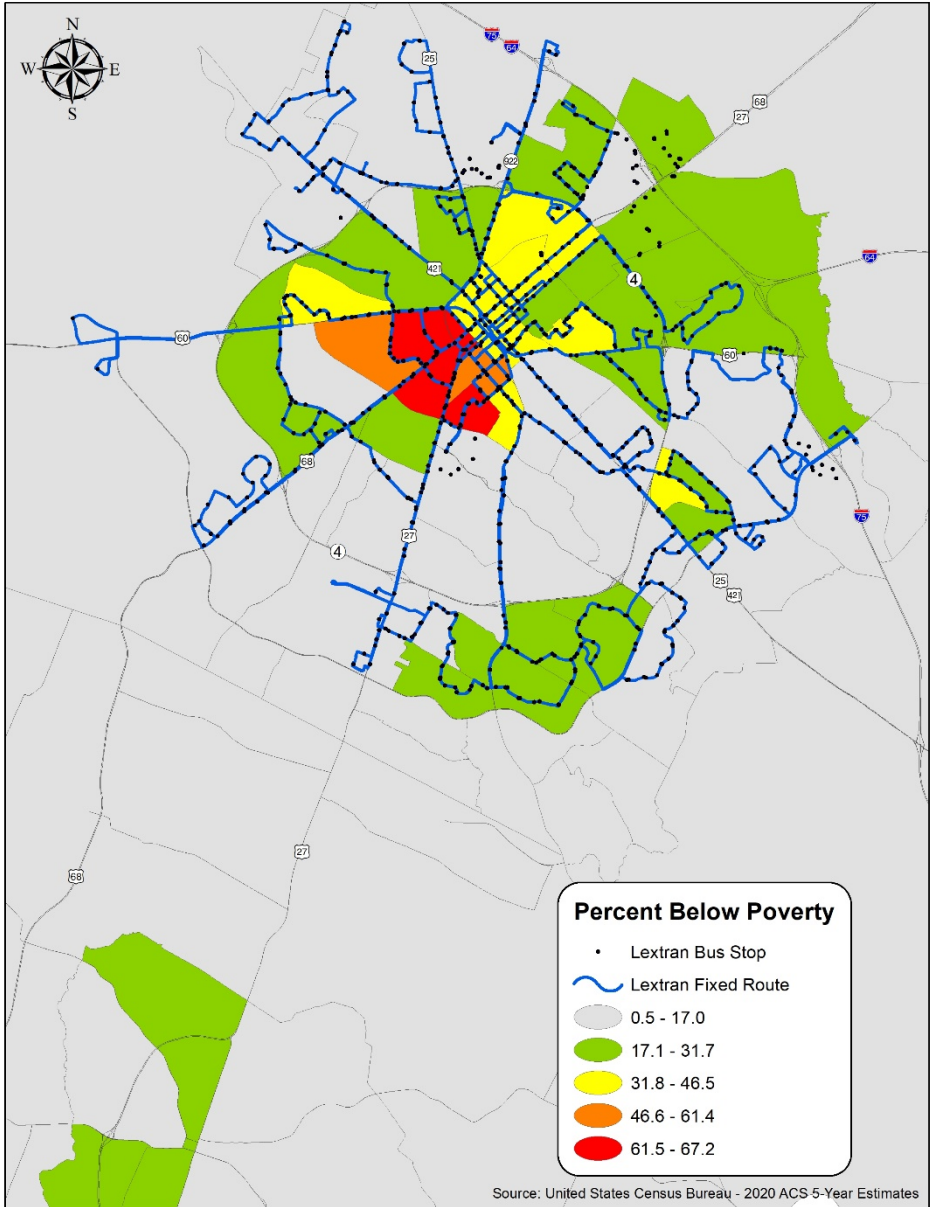 N
W
E
S
75
64
25
68
27
922
421
64
4
60
60
68
4
27
75
25
421
27
68
Percent Below Poverty
Lextran Bus Stop
Lextran Fixed Route
0.5 - 17.0
17.1 - 31.7
31.8 - 46.5
46.6 - 61.4
61.5 - 67.2
Source: United States Census Bureau - 2020 ACS 5-Year Estimates